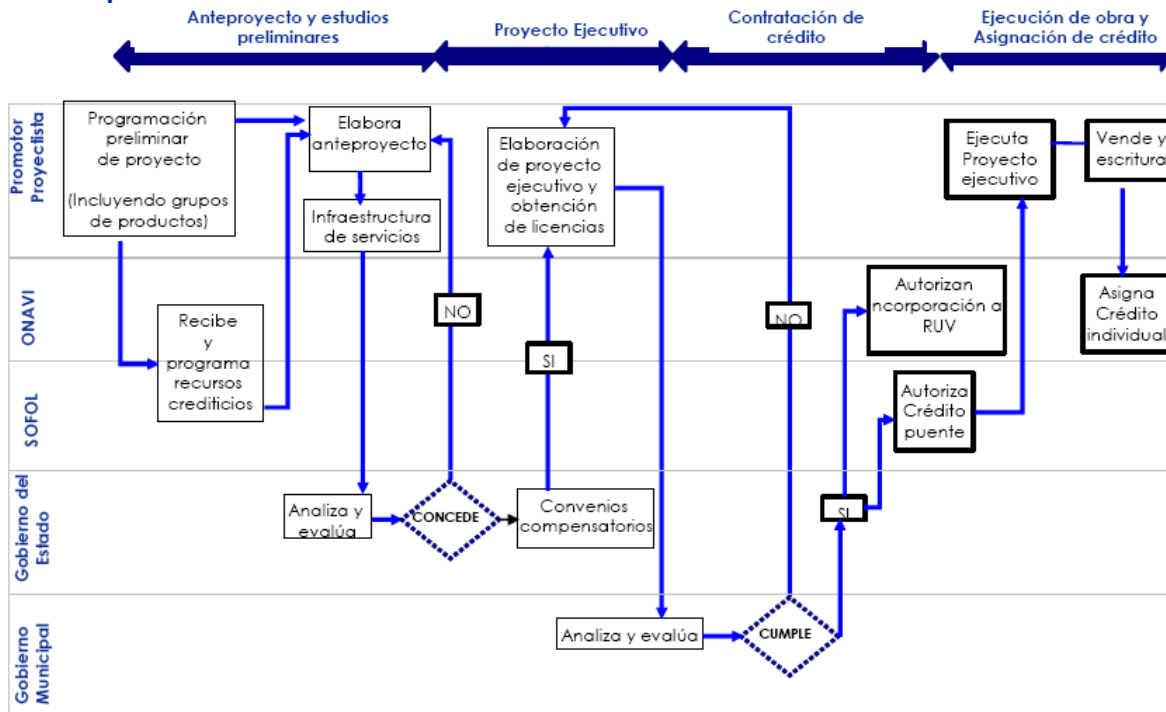 Anteproyecto y estudios
preliminares
Proyecto Ejecutivo
Contratación de
crédito
Ejecución de obra y
Asignación de crédito
Promotor
Proyectista
Programación
preliminar
de proyecto
(Incluyendo grupos
de productos)
Elabora
anteproyecto
Infraestructura
de servicios
Elaboración
de proyecto
ejecutivo y
obtención
de licencias
Ejecuta
Proyecto
ejecutivo
Vende y
escritura
ONAVI
Recibe
y
programa
recursos
crediticios
NO
SI
NO
Autorizan
ncorporación a
RUV
Asigna
Crédito
individual
SOFOL
Autoriza
Crédito
puente
Gobierno del
Estado
Analiza y
evalúa
CONCEDE
Convenios
compensatorios
SI
Gobierno
Municipal
Analiza y evalúa
CUMPLE